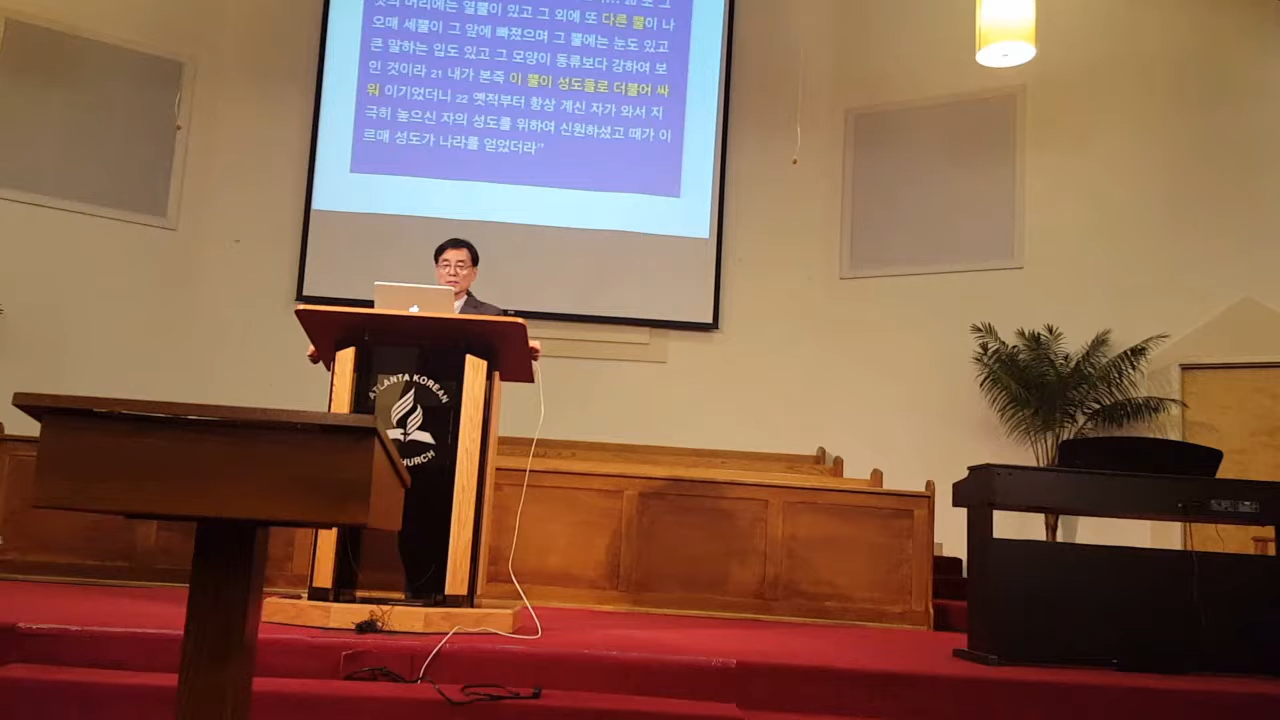 20 또 그
것의 머리에는 열뿔이 있고 그 외에 또 다른 뿔이 나
오매 세뿔이 그 앞에 빠졌으며 그 뿔에는 눈도 있고
큰 말하는 입도 있고 그 모양이 동류보다 강하여 보
인 것이라 21 내가 본즉 이 뿔이 성도들로 더불어 싸
워 이기었더니 22 옛적부터 항상 계신 자가 와서 지
극히 높으신 자의 성도를 위하여 신원하셨고 때가 이
르매 성도가 나라를 얻었더라"
ATLANTA KOREAN
CHURCH